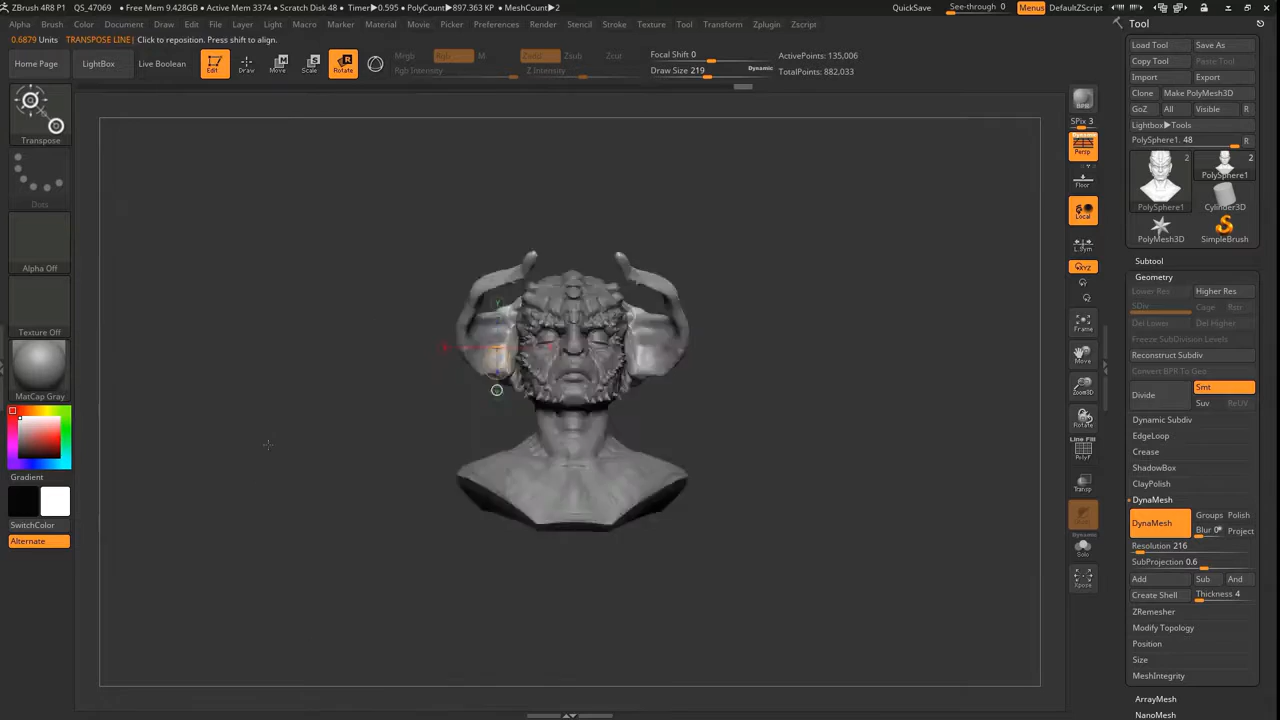 ZBrush 4R8 P1 QS_47069 • Free Mem 9.428GB • Active Mem 3374 • Scratch Disk 48 • Timer▶0.595 • PolyCount▶897.363 KP • MeshCount▶2 QuickSave See-through 0 Menus DefaultZScript
Alpha Brush Color Document Draw Edit File Layer Light Macro Marker Material Movie Picker Preferences Render Stencil Stroke Texture Tool Transform Zplugin Zscript
0.6879 Units TRANSPOSE LINE| Click to reposition. Press shift to align.
Home Page LightBox Live Boolean Edit Draw Move Scale Rotate
Mrgb Rgb M Zadd Zsub Zcut
Rgb Intensity Z Intensity
Focal Shift 0
Draw Size 219 Dynamic
ActivePoints: 135,006
TotalPoints: 882,033
Transpose
Dots
Alpha Off
Texture Off
MatCap Gray
Gradient
SwitchColor
Alternate
BPR
SPix 3
Dynamic
Persp
Floor
Local
L.Sym
XYZ
Frame
Move
Zoom3D
Rotate
Line Fill
PolyF
Transp
Dynamic
Solo
Xpose
Tool
Load Tool Save As
Copy Tool Paste Tool
Import Export
Clone Make PolyMesh3D
GoZ All Visible R
Lightbox▶Tools
PolySphere1. 48 R
2 2
PolySphere1 PolySphere1
Cylinder3D
PolyMesh3D SimpleBrush
Subtool
Geometry
Lower Res Higher Res
SDiv Cage Rstr
Del Lower Del Higher
Freeze SubDivision Levels
Reconstruct Subdiv
Convert BPR To Geo
Divide Smt
Suv ReUV
Dynamic Subdiv
EdgeLoop
Crease
ShadowBox
ClayPolish
DynaMesh
DynaMesh Groups Polish
Blur 0 Project
Resolution 216
SubProjection 0.6
Add Sub And
Create Shell Thickness 4
ZRemesher
Modify Topology
Position
Size
MeshIntegrity
ArrayMesh
NanoMesh